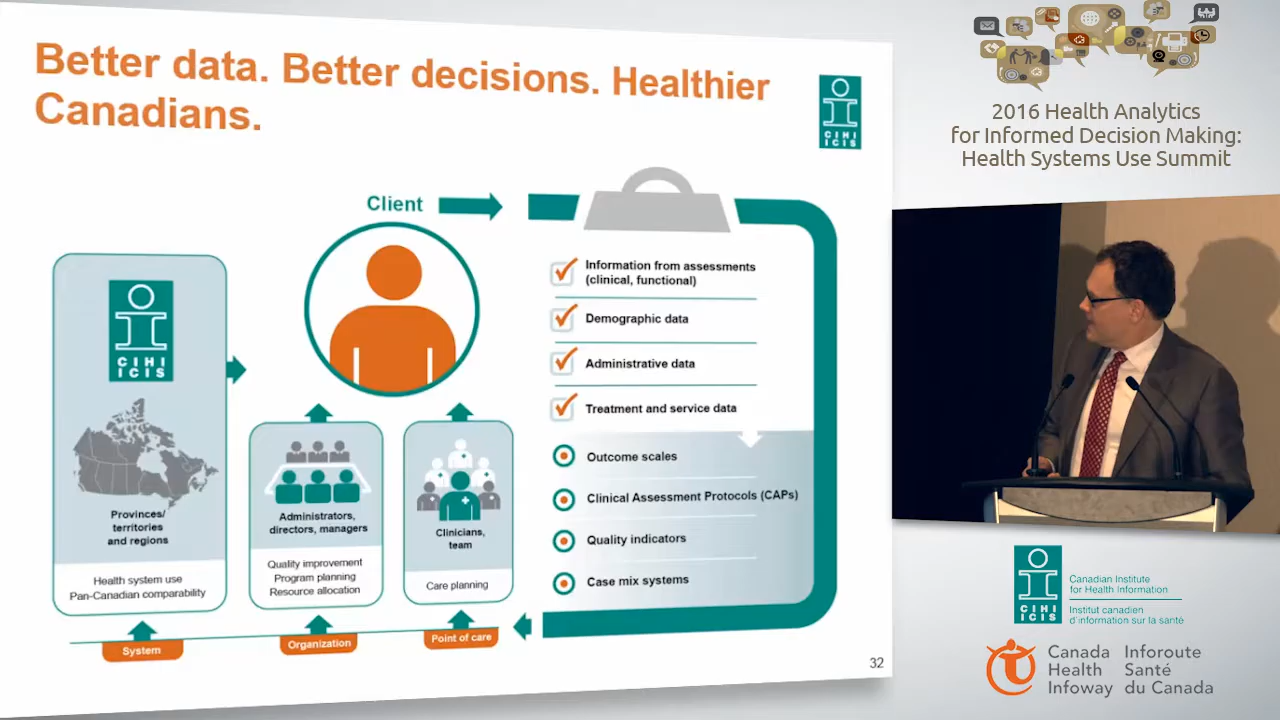 Better data. Better decisions. Healthier
Canadians.
CIHI
ICIS
Client
CIHI
ICIS
Provinces/
territories
and regions
Health system use
Pan-Canadian comparability
System
Administrators,
directors, managers
Quality improvement
Program planning
Resource allocation
Organization
Clinicians,
team
Care planning
Point of care
Information from assessments
(clinical, functional)
Demographic data
Administrative data
Treatment and service data
Outcome scales
Clinical Assessment Protocols (CAPs)
Quality indicators
Case mix systems
32
2016 Health Analytics
for Informed Decision Making:
Health Systems Use Summit
CIHI
ICIS
Canadian Institute
for Health Information
Institut canadien
d'information sur la santé
Canada Inforoute
Health Santé
Infoway du Canada